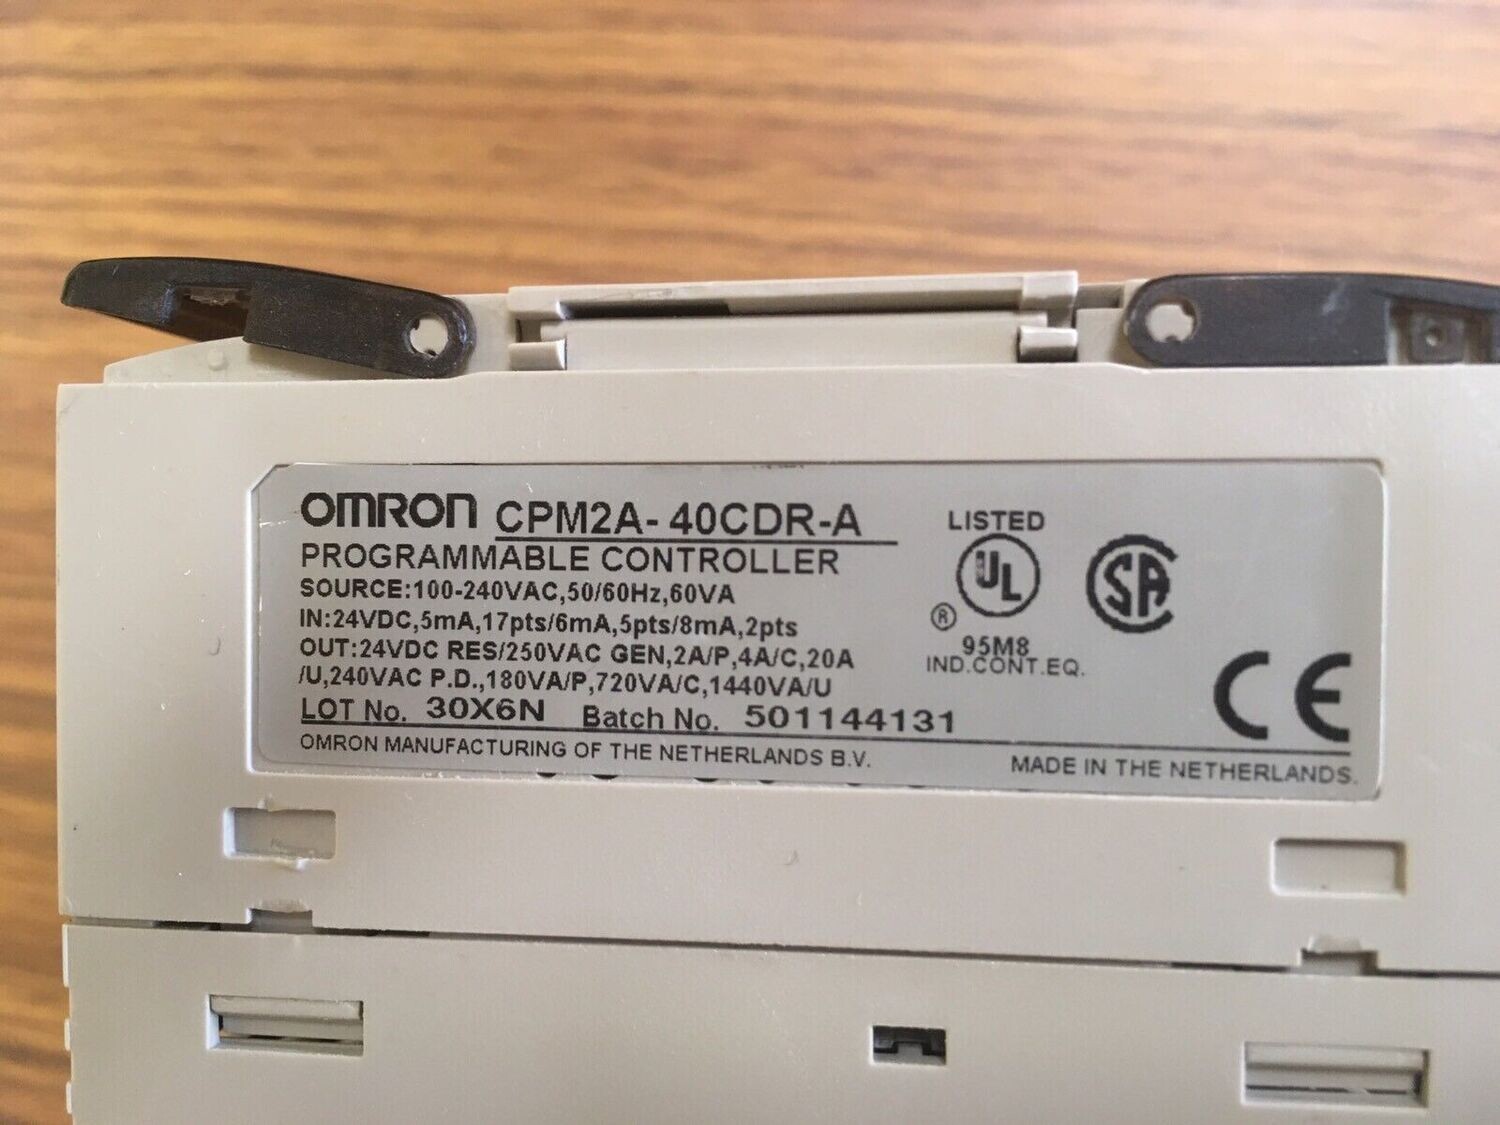 OMRON CPM2A-40CDR-A
PROGRAMMABLE CONTROLLER
SOURCE:100-240VAC,50/60Hz,60VA
IN:24VDC,5mA,17pts/6mA,5pts/8mA,2pts
OUT:24VDC RES/250VAC GEN,2A/P,4A/C,20A
/U,240VAC P.D.,180VA/P,720VA/C,1440VA/U
LOT No. 30X6N Batch No. 501144131
OMRON MANUFACTURING OF THE NETHERLANDS B.V.
LISTED
UL
®
95M8
IND.CONT.EQ.
SA
CE
MADE IN THE NETHERLANDS.